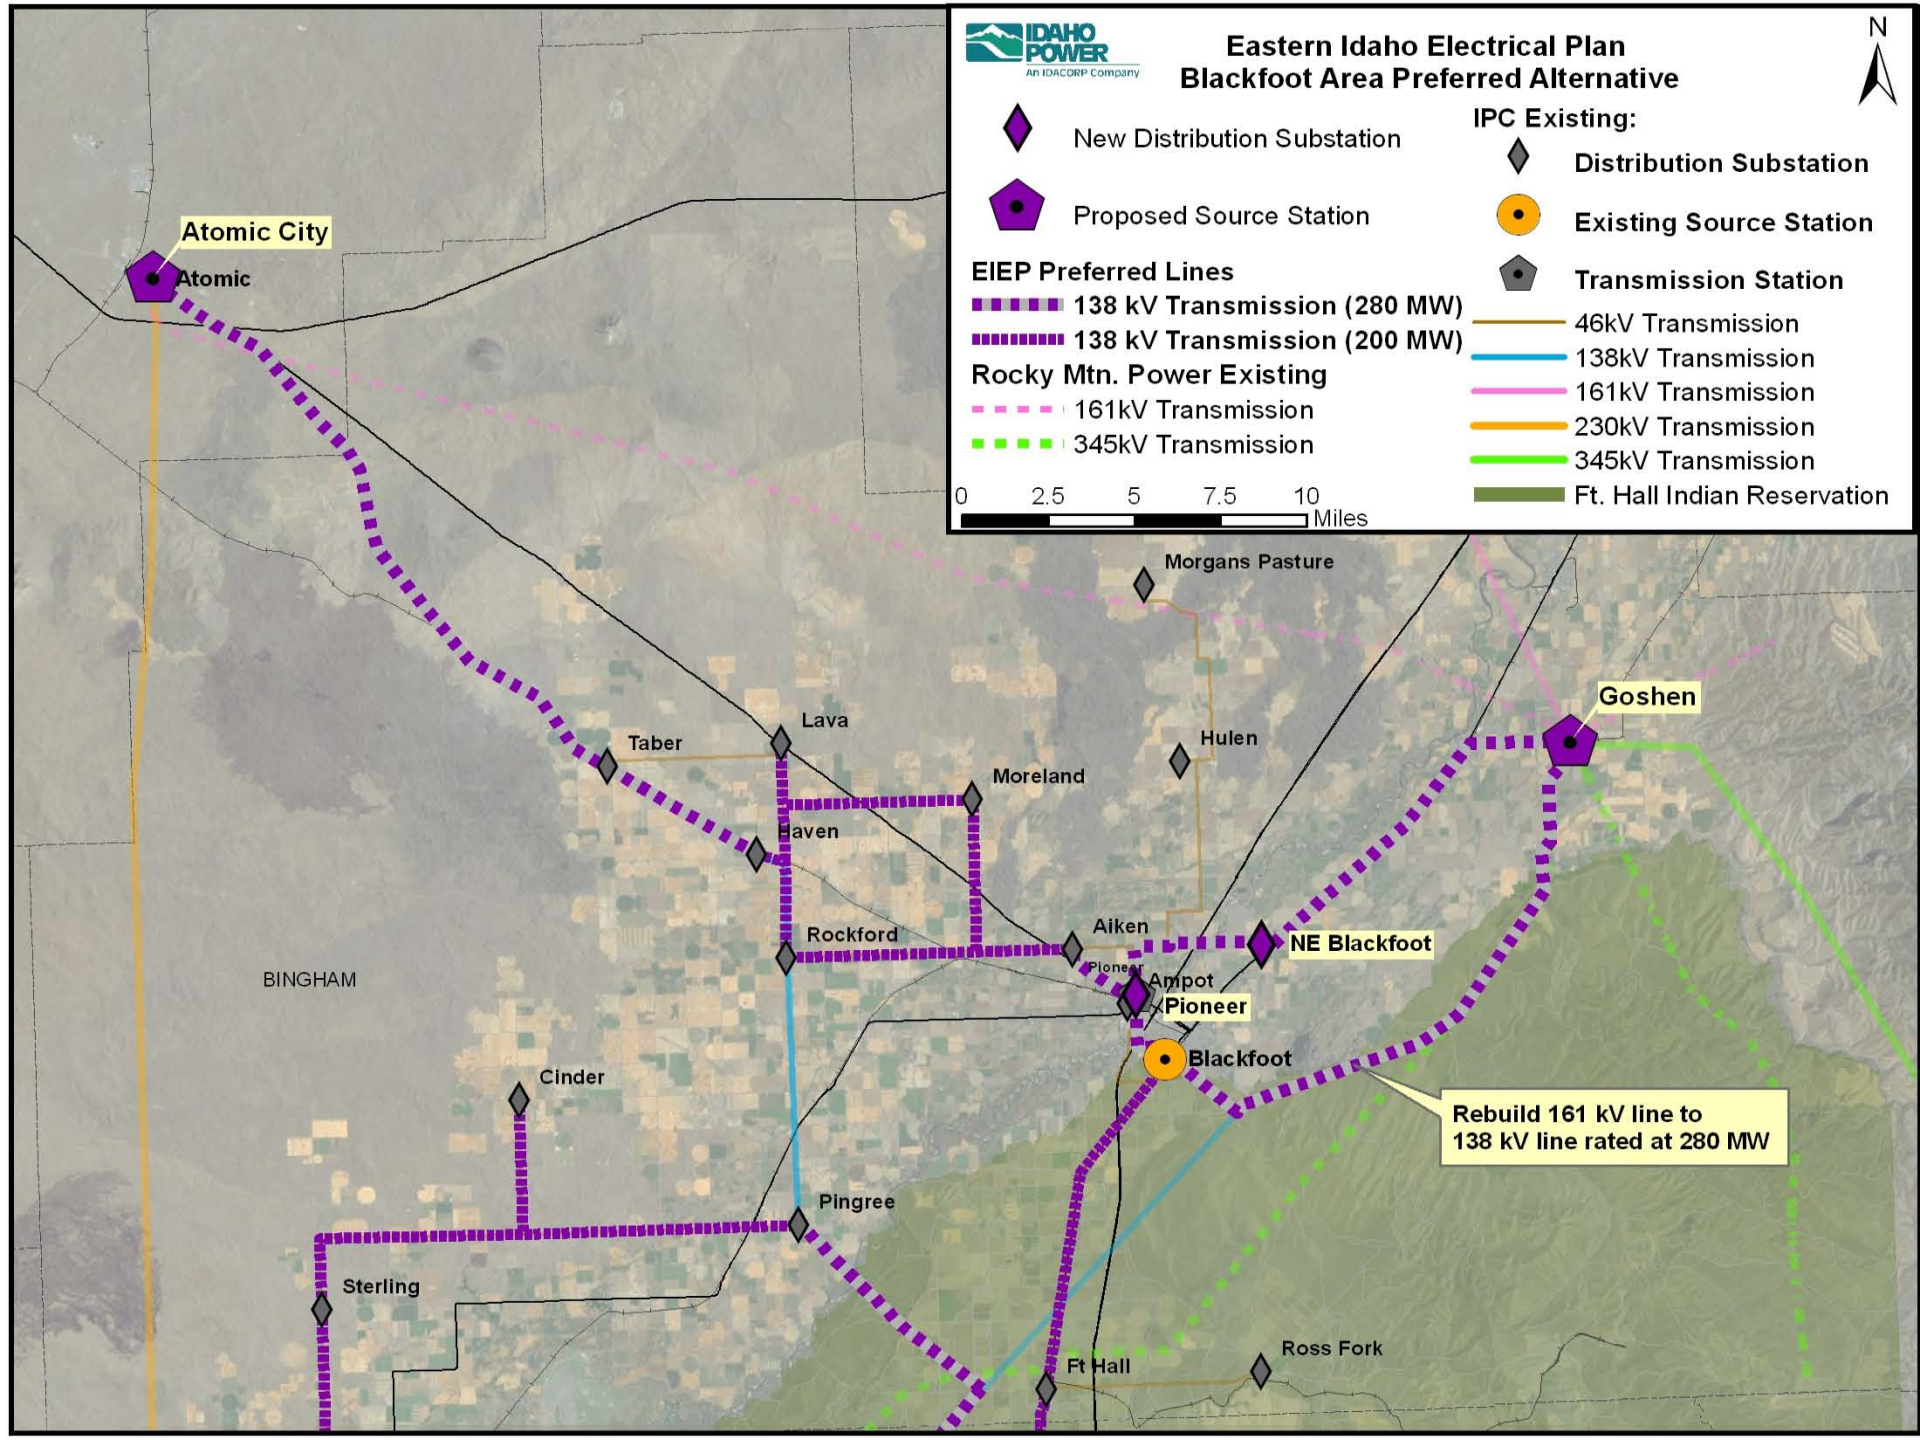 IDAHO
POWER
An IDACORP Company
Eastern Idaho Electrical Plan
Blackfoot Area Preferred Alternative
N
New Distribution Substation
Proposed Source Station
EIEP Preferred Lines
138 kV Transmission (280 MW)
138 kV Transmission (200 MW)
Rocky Mtn. Power Existing
161kV Transmission
345kV Transmission
0 2.5 5 7.5 10
Miles
IPC Existing:
Distribution Substation
Existing Source Station
Transmission Station
46kV Transmission
138kV Transmission
161kV Transmission
230kV Transmission
345kV Transmission
Ft. Hall Indian Reservation
Atomic City
Atomic
Morgans Pasture
Goshen
Lava
Taber
Hulen
Moreland
Haven
Aiken
Rockford
NE Blackfoot
Pioneer
Ampot
BINGHAM
Pioneer
Blackfoot
Cinder
Rebuild 161 kV line to
138 kV line rated at 280 MW
Pingree
Sterling
Ross Fork
Ft Hall